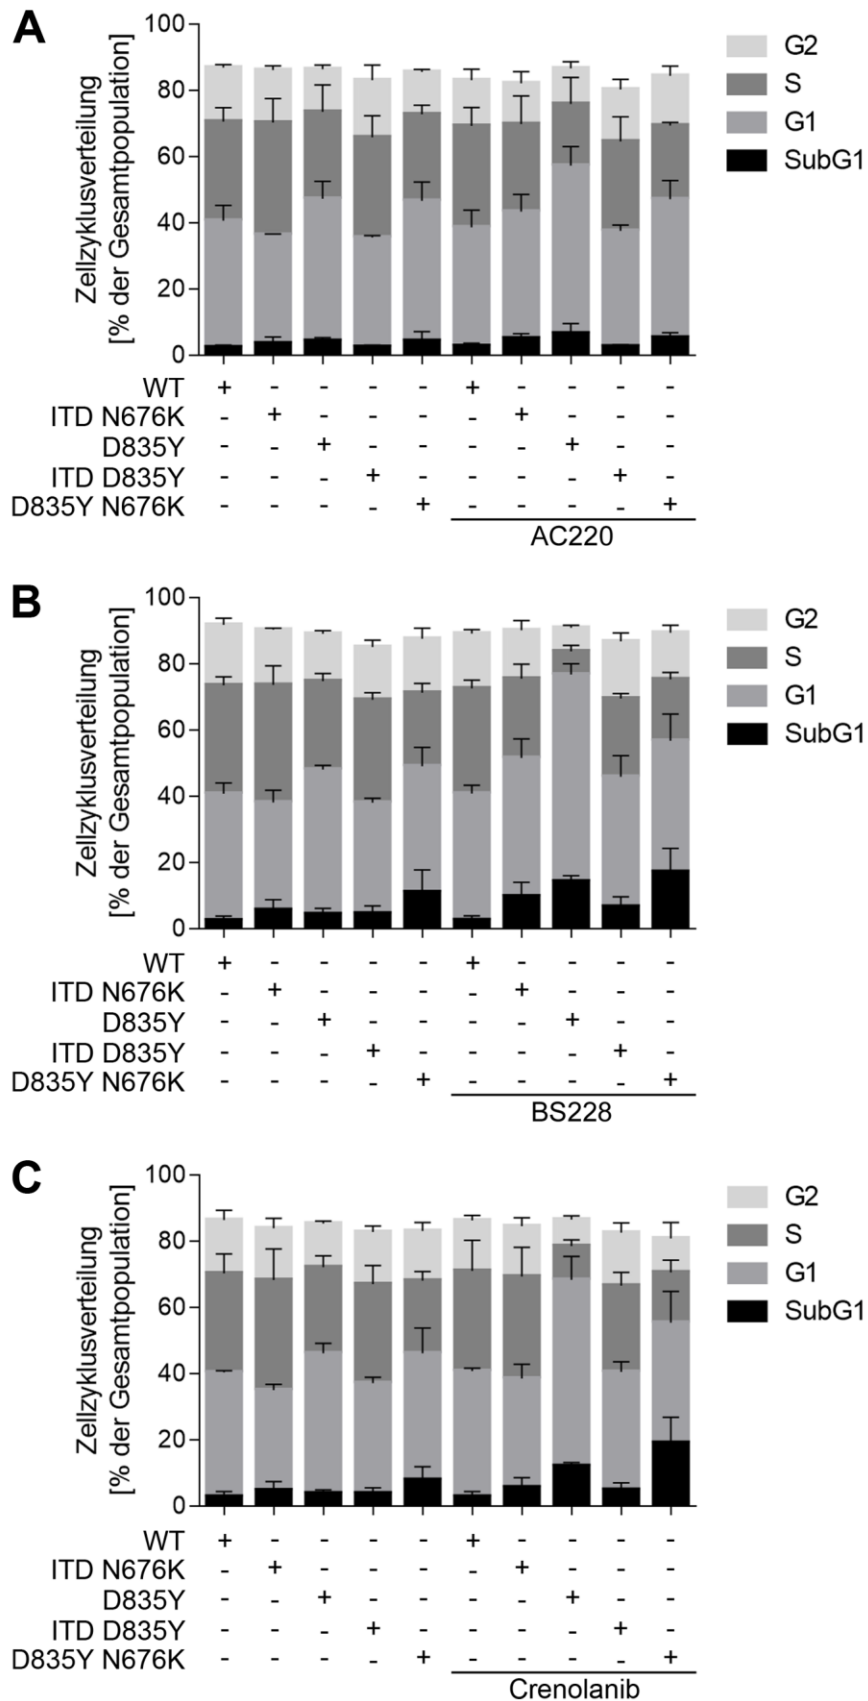 A
Zellzyklusverteilung
[% der Gesamtpopulation]
100
80
60
40
20
0
G2
S
G1
SubG1
WT + - - - - + - - - -
ITD N676K - + - - - - + - - -
D835Y - - + - - - - + - -
ITD D835Y - - - + - - - - + -
D835Y N676K - - - - + - - - - +
AC220
B
Zellzyklusverteilung
[% der Gesamtpopulation]
100
80
60
40
20
0
G2
S
G1
SubG1
WT + - - - - + - - - -
ITD N676K - + - - - - + - - -
D835Y - - + - - - - + - -
ITD D835Y - - - + - - - - + -
D835Y N676K - - - - + - - - - +
BS228
C
Zellzyklusverteilung
[% der Gesamtpopulation]
100
80
60
40
20
0
G2
S
G1
SubG1
WT + - - - - + - - - -
ITD N676K - + - - - - + - - -
D835Y - - + - - - - + - -
ITD D835Y - - - + - - - - + -
D835Y N676K - - - - + - - - - +
Crenolanib